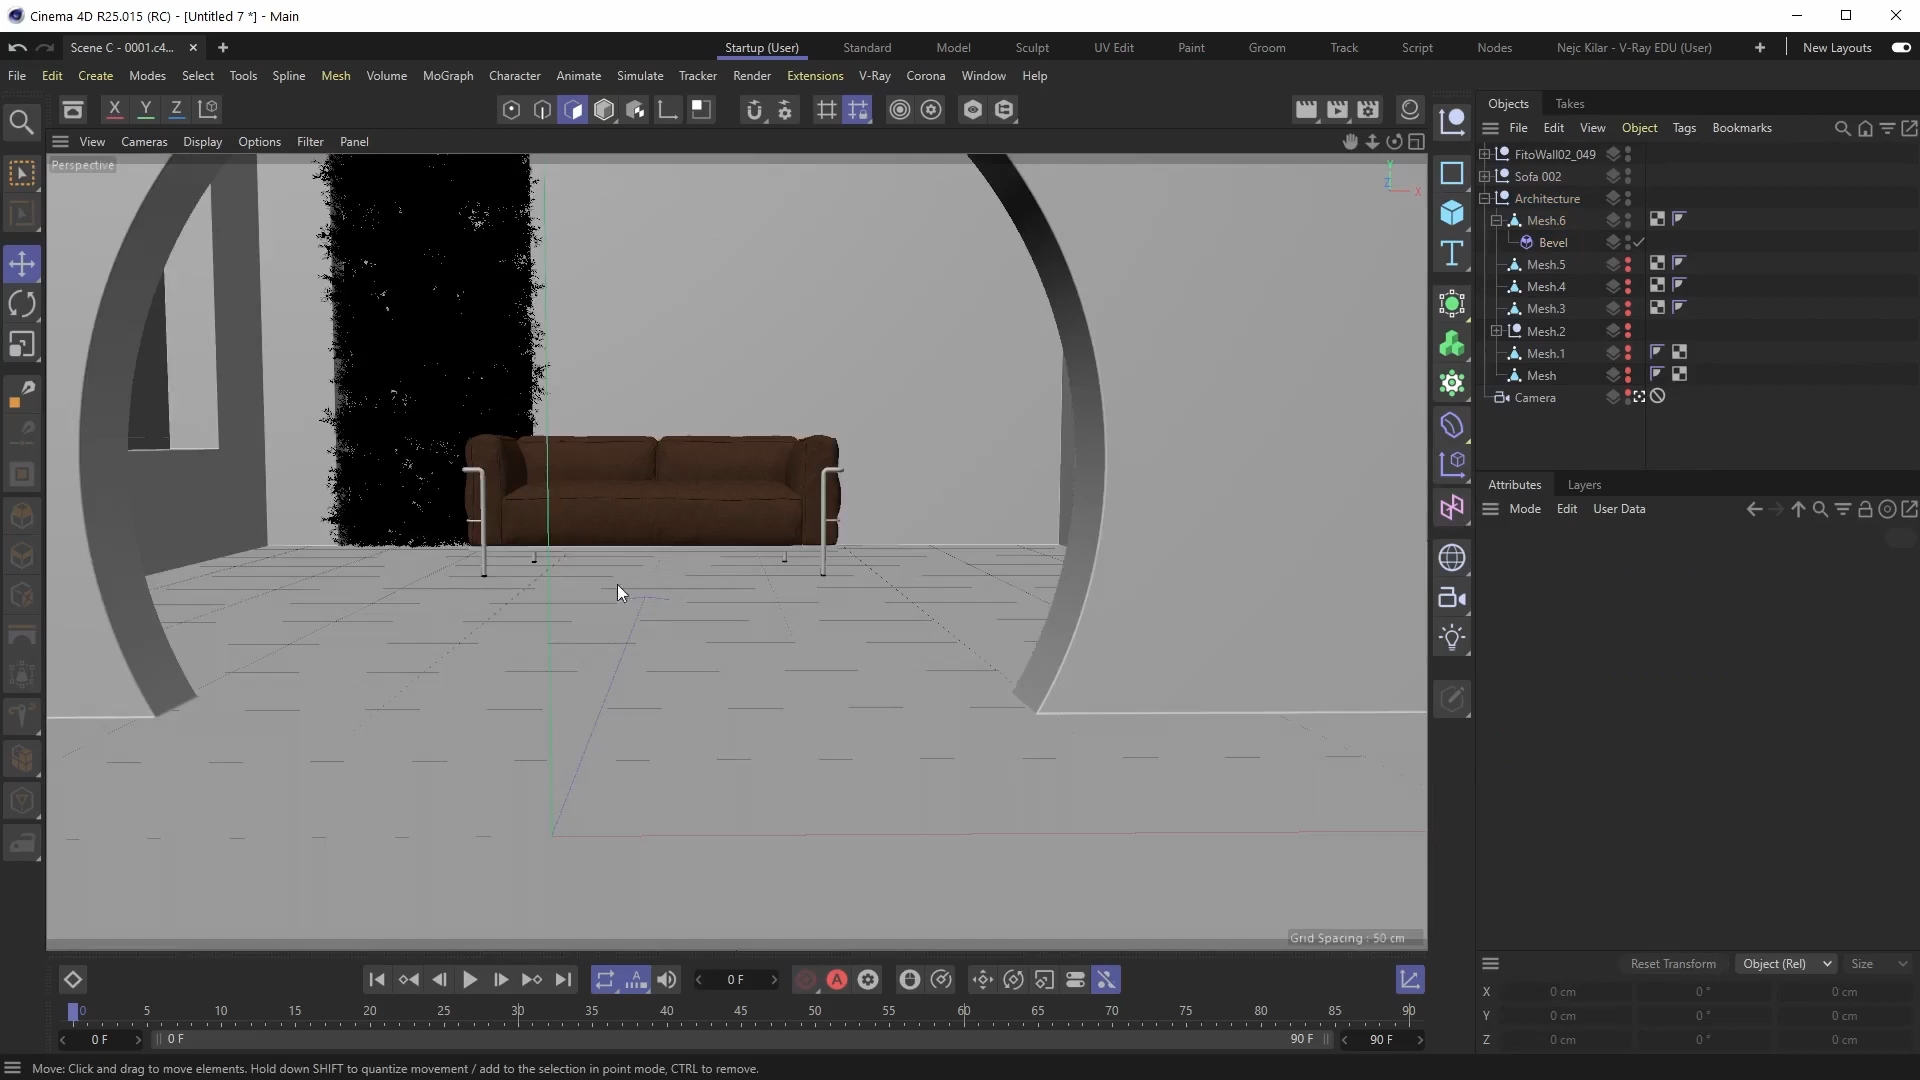 Cinema 4D R25.015 (RC) - [Untitled 7 *] - Main
Scene C - 0001.c4...
Startup (User)
Standard
Model
Sculpt
UV Edit
Paint
Groom
Track
Script
Nodes
Nejc Kilar - V-Ray EDU (User)
New Layouts
File Edit Create Modes Select Tools Spline Mesh Volume MoGraph Character Animate Simulate Tracker Render Extensions V-Ray Corona Window Help
X Y Z
View Cameras Display Options Filter Panel
Perspective
Y
Z
X
Grid Spacing : 50 cm
Objects Takes
File Edit View Object Tags Bookmarks
FitoWall02_049
Sofa 002
Architecture
Mesh.6
Bevel
Mesh.5
Mesh.4
Mesh.3
Mesh.2
Mesh.1
Mesh
Camera
Attributes Layers
Mode Edit User Data
Reset Transform Object (Rel) Size
X 0 cm 0 ° 0 cm
Y 0 cm 0 ° 0 cm
Z 0 cm 0 ° 0 cm
A
0 F
A
0 5 10 15 20 25 30 35 40 45 50 55 60 65 70 75 80 85 90
0 F
0 F
90 F
90 F
Move: Click and drag to move elements. Hold down SHIFT to quantize movement / add to the selection in point mode, CTRL to remove.